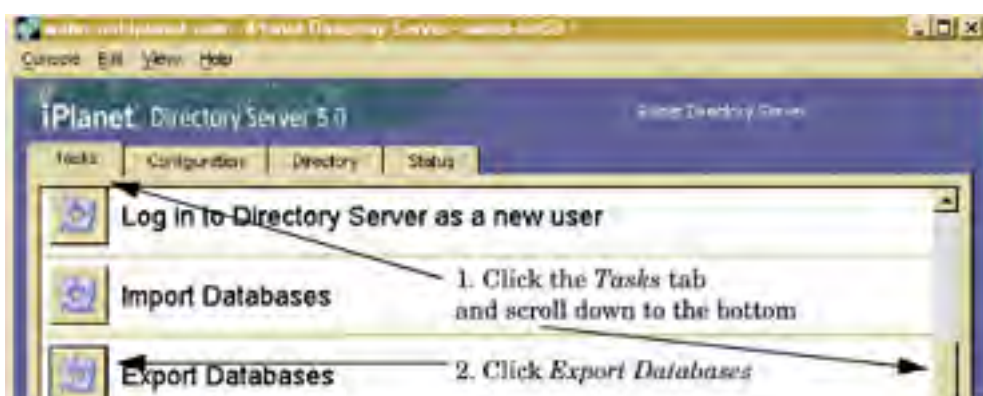 Console Edit View Help
iPlanet Directory Server 5.0
Directory Server
Tasks Configuration Directory Status
Log in to Directory Server as a new user
Import Databases
1. Click the Tasks tab
and scroll down to the bottom
Export Databases
2. Click Export Databases